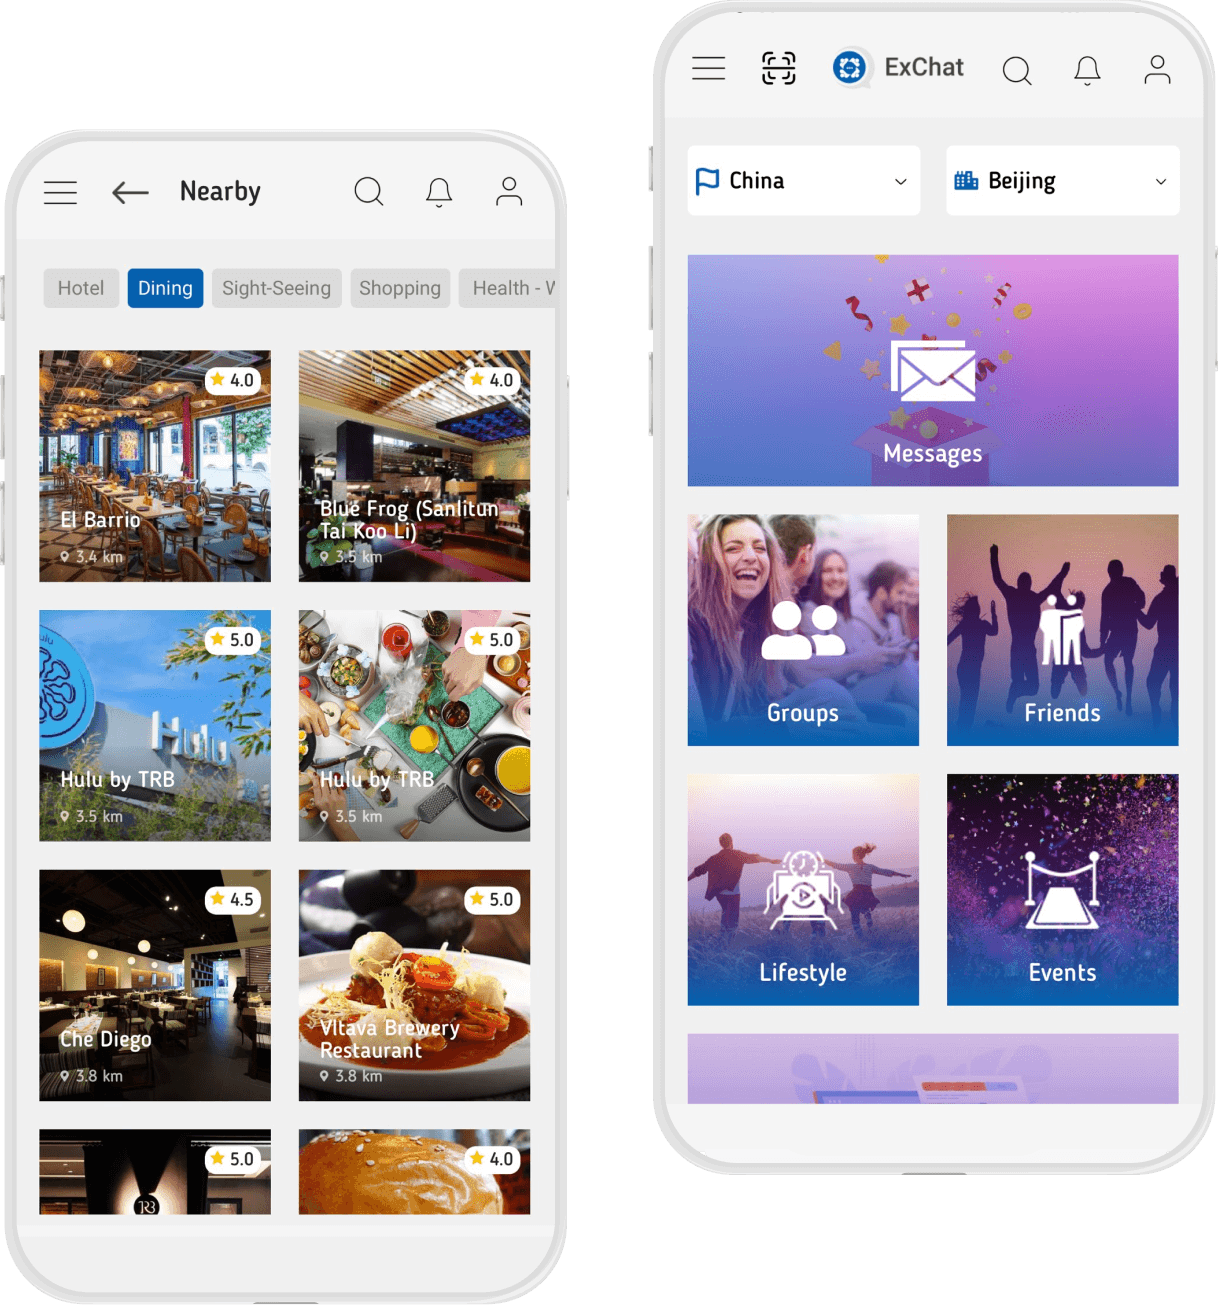 Nearby
Hotel
Dining
Sight-Seeing
Shopping
Health - W
4.0
El Barrio
3.4 km
4.0
Blue Frog (Sanlitun
Tai Koo Li)
3.5 km
5.0
Hulu
Hulu by TRB
3.5 km
5.0
Hulu by TRB
3.5 km
4.5
Che Diego
3.8 km
5.0
Vltava Brewery
Restaurant
3.8 km
5.0
TRB
4.0
ExChat
China
Beijing
Messages
Groups
Friends
Lifestyle
Events